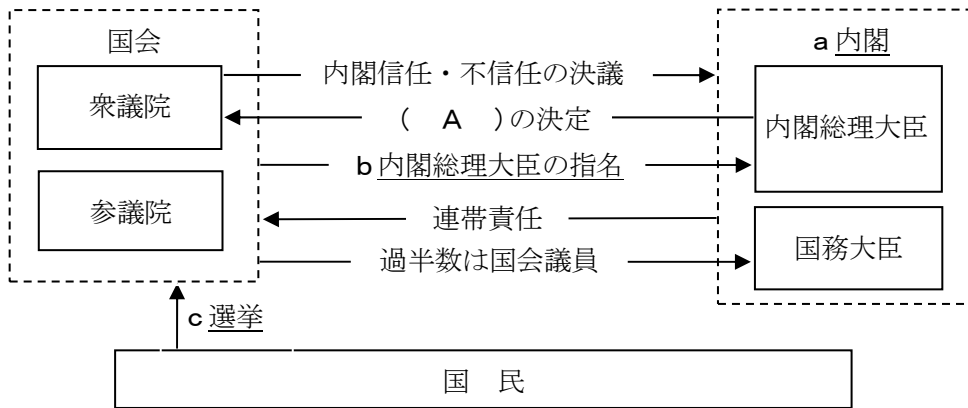 国会
a 内閣
衆議院
内閣信任・不信任の決議
（　A　）の決定
内閣総理大臣
b 内閣総理大臣の指名
参議院
連帯責任
過半数は国会議員
国務大臣
c 選挙
国　民